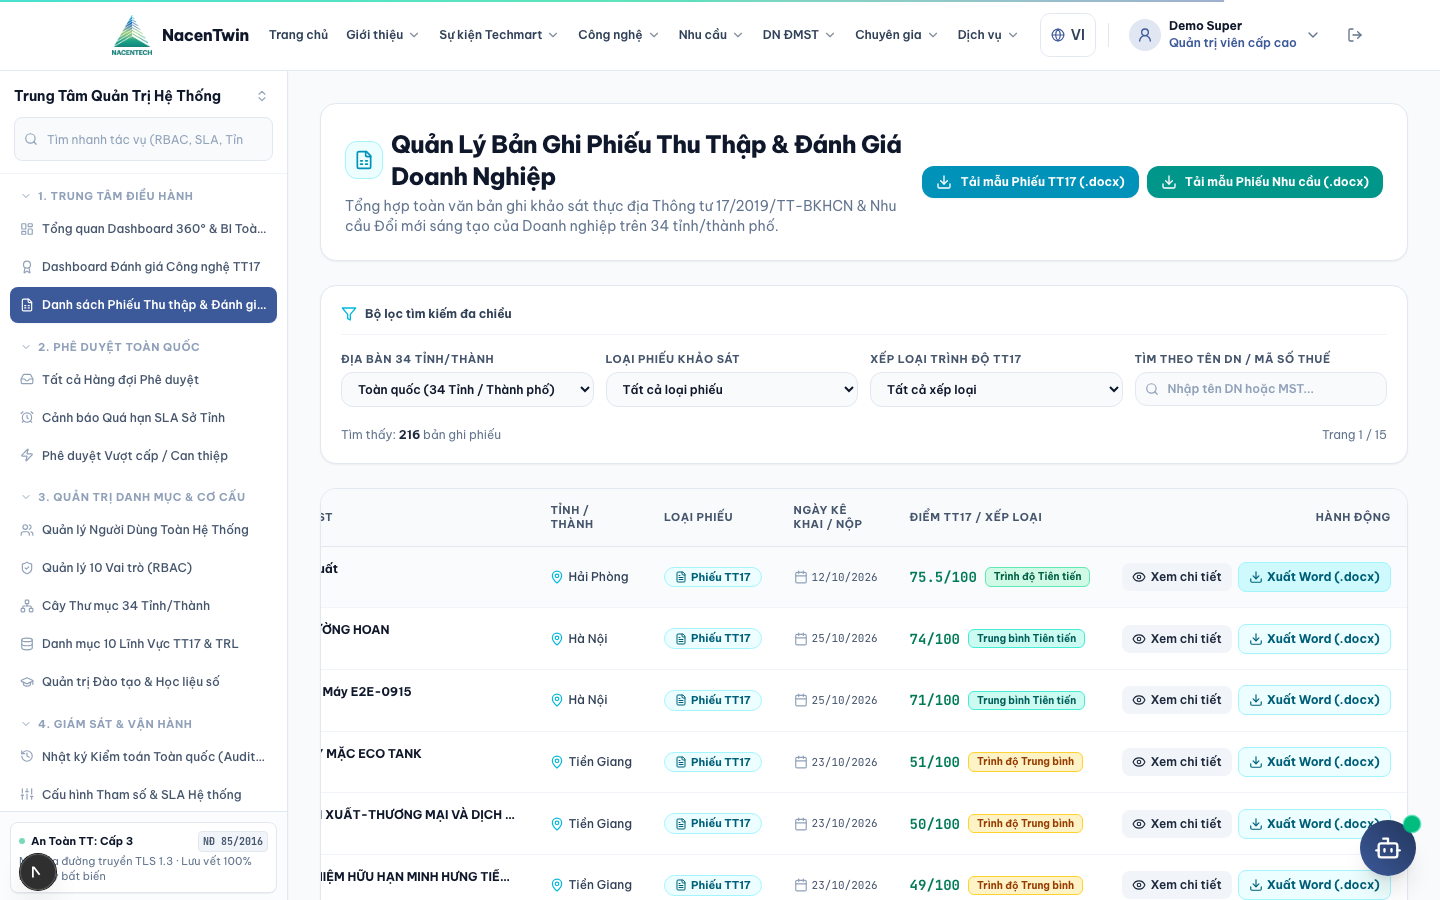 NACENTECH
NacenTwin
Trang chủ
Giới thiệu
Sự kiện Techmart
Công nghệ
Nhu cầu
DN ĐMST
Chuyên gia
Dịch vụ
VI
Demo Super
Quản trị viên cấp cao
Trung Tâm Quản Trị Hệ Thống
Tìm nhanh tác vụ (RBAC, SLA, Tỉn
1. TRUNG TÂM ĐIỀU HÀNH
Tổng quan Dashboard 360° & BI Toà...
Dashboard Đánh giá Công nghệ TT17
Danh sách Phiếu Thu thập & Đánh gi...
2. PHÊ DUYỆT TOÀN QUỐC
Tất cả Hàng đợi Phê duyệt
Cảnh báo Quá hạn SLA Sở Tỉnh
Phê duyệt Vượt cấp / Can thiệp
3. QUẢN TRỊ DANH MỤC & CƠ CẤU
Quản lý Người Dùng Toàn Hệ Thống
Quản lý 10 Vai trò (RBAC)
Cây Thư mục 34 Tỉnh/Thành
Danh mục 10 Lĩnh Vực TT17 & TRL
Quản trị Đào tạo & Học liệu số
4. GIÁM SÁT & VẬN HÀNH
Nhật ký Kiểm toán Toàn quốc (Audit...
Cấu hình Tham số & SLA Hệ thống
An Toàn TT: Cấp 3
NĐ 85/2016
đường truyền TLS 1.3 · Lưu vết 100%
bất biến
Quản Lý Bản Ghi Phiếu Thu Thập & Đánh Giá
Doanh Nghiệp
Tổng hợp toàn văn bản ghi khảo sát thực địa Thông tư 17/2019/TT-BKHCN & Nhu
cầu Đổi mới sáng tạo của Doanh nghiệp trên 34 tỉnh/thành phố.
Tải mẫu Phiếu TT17 (.docx)
Tải mẫu Phiếu Nhu cầu (.docx)
Bộ lọc tìm kiếm đa chiều
ĐỊA BÀN 34 TỈNH/THÀNH
LOẠI PHIẾU KHẢO SÁT
XẾP LOẠI TRÌNH ĐỘ TT17
TÌM THEO TÊN DN / MÃ SỐ THUẾ
Toàn quốc (34 Tỉnh / Thành phố)
Tất cả loại phiếu
Tất cả xếp loại
Nhập tên DN hoặc MST...
Tìm thấy: 216 bản ghi phiếu
Trang 1 / 15
ST
TỈNH /
THÀNH
LOẠI PHIẾU
NGÀY KÊ
KHAI / NỘP
ĐIỂM TT17 / XẾP LOẠI
HÀNH ĐỘNG
uất
Hải Phòng
Phiếu TT17
12/10/2026
75.5/100
Trình độ Tiên tiến
Xem chi tiết
Xuất Word (.docx)
ỜNG HOAN
Hà Nội
Phiếu TT17
25/10/2026
74/100
Trung bình Tiên tiến
Xem chi tiết
Xuất Word (.docx)
Máy E2E-0915
Hà Nội
Phiếu TT17
25/10/2026
71/100
Trung bình Tiên tiến
Xem chi tiết
Xuất Word (.docx)
MẶC ECO TANK
Tiền Giang
Phiếu TT17
23/10/2026
51/100
Trình độ Trung bình
Xem chi tiết
Xuất Word (.docx)
XUẤT-THƯƠNG MẠI VÀ DỊCH ...
Tiền Giang
Phiếu TT17
23/10/2026
50/100
Trình độ Trung bình
Xem chi tiết
Xuất Word (.docx)
IỆM HỮU HẠN MINH HƯNG TIẾ...
Tiền Giang
Phiếu TT17
23/10/2026
49/100
Trình độ Trung bình
Xem chi tiết
Xuất Word (.docx)